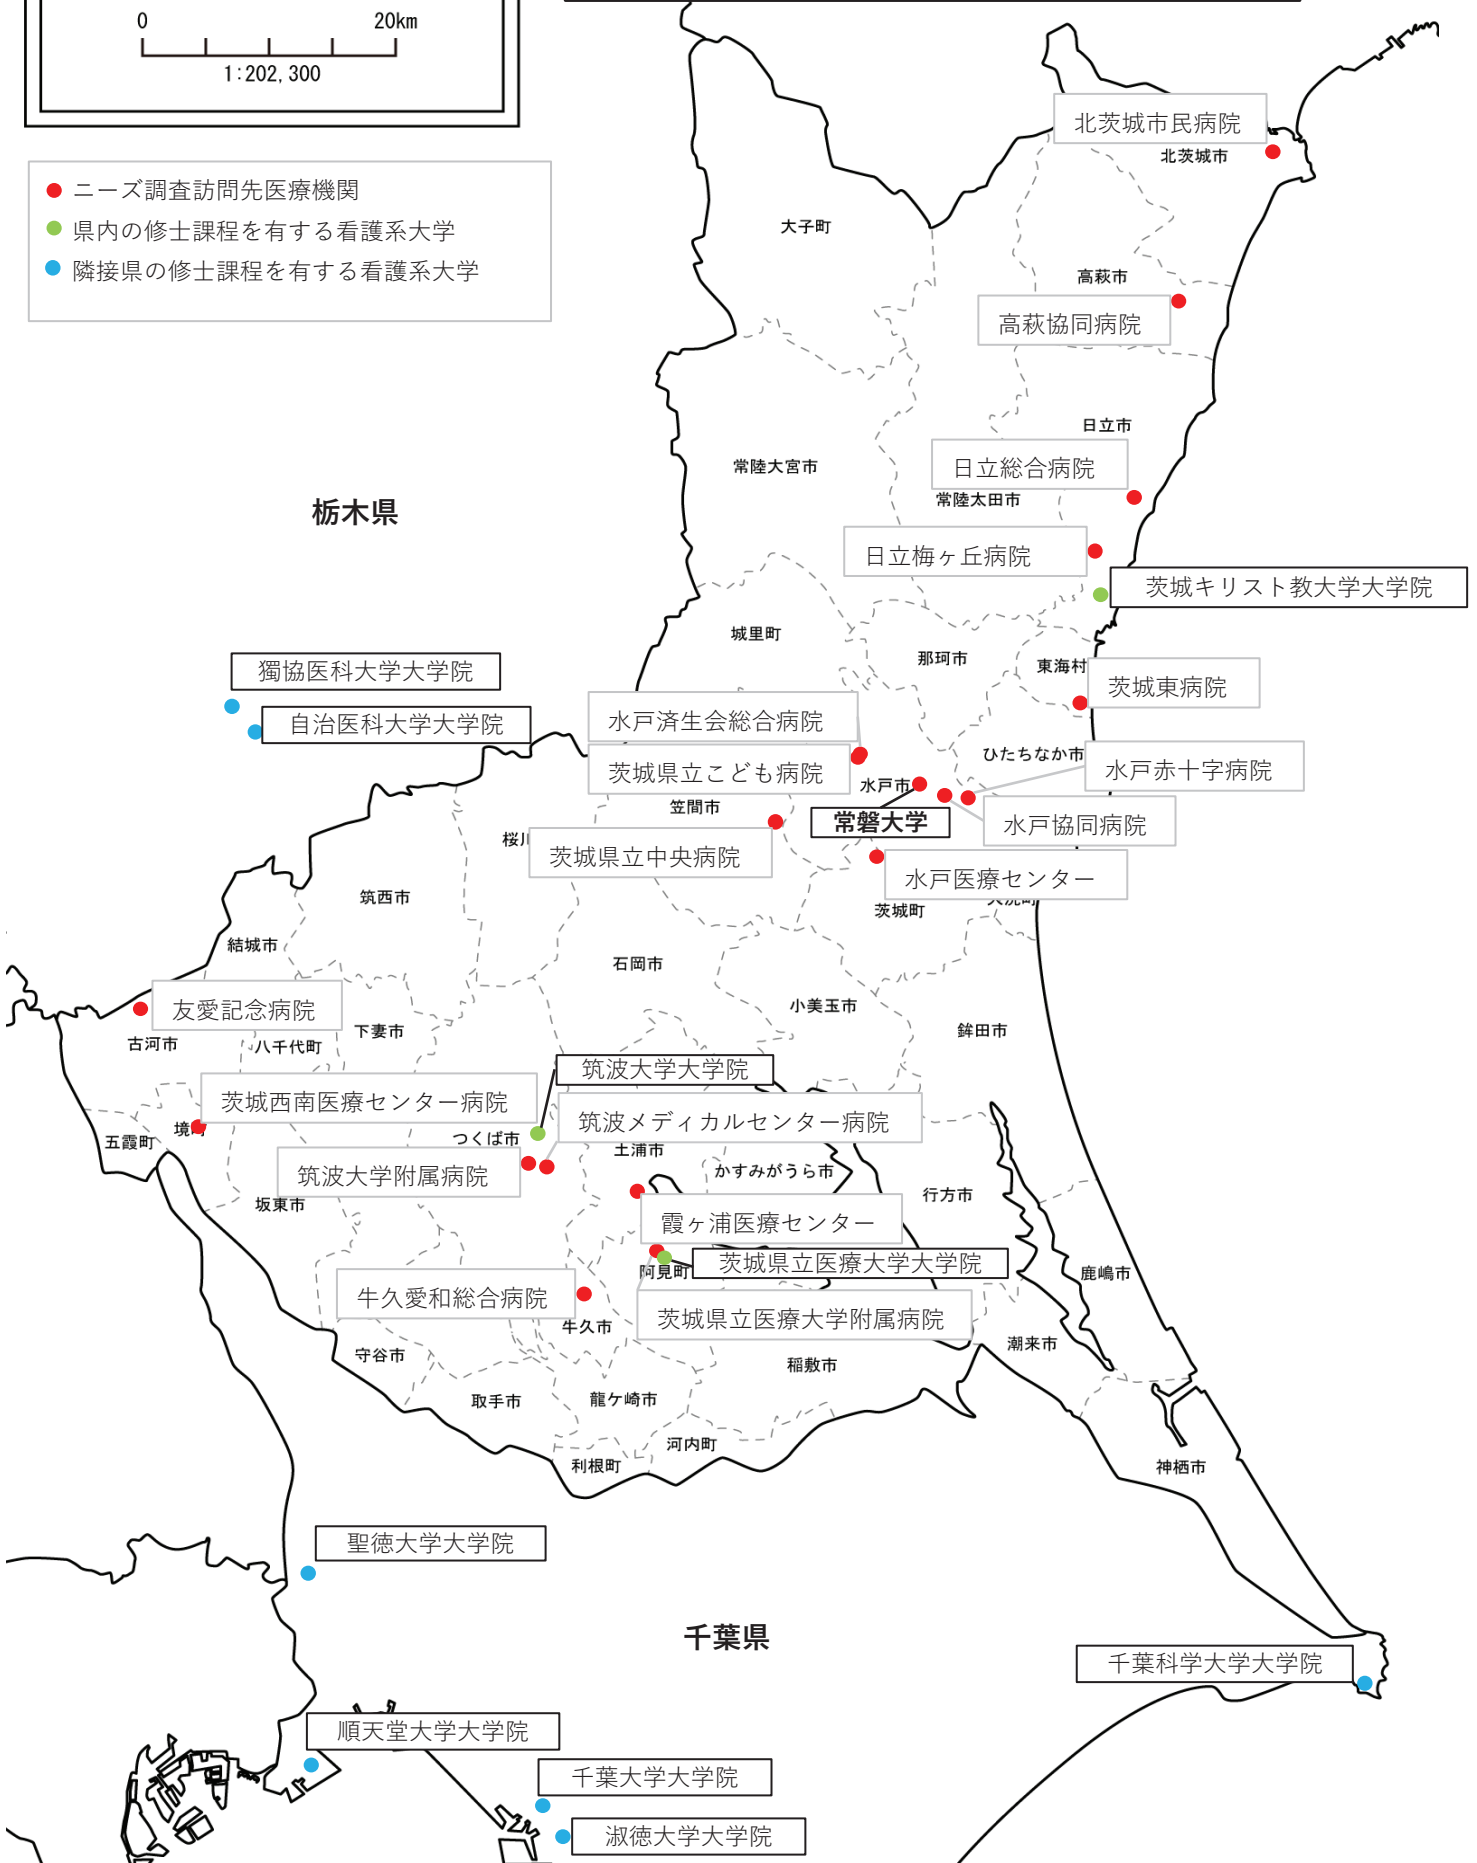 0 20km
1:202,300
ニーズ調査訪問先医療機関
県内の修士課程を有する看護系大学
隣接県の修士課程を有する看護系大学
北茨城市民病院
北茨城市
大子町
高萩市
高萩協同病院
日立市
日立総合病院
常陸大宮市
常陸太田市
栃木県
日立梅ヶ丘病院
茨城キリスト教大学大学院
城里町
那珂市
東海村
獨協医科大学大学院
茨城東病院
自治医科大学大学院
水戸済生会総合病院
ひたちなか市
水戸赤十字病院
茨城県立こども病院
水戸市
笠間市
常磐大学
水戸協同病院
茨城県立中央病院
水戸医療センター
筑西市
茨城町
結城市
石岡市
小美玉市
友愛記念病院
下妻市
鉾田市
古河市
八千代町
筑波大学大学院
茨城西南医療センター病院
筑波メディカルセンター病院
五霞町
境町
つくば市
土浦市
筑波大学附属病院
かすみがうら市
坂東市
行方市
霞ヶ浦医療センター
茨城県立医療大学大学院
阿見町
鹿嶋市
牛久愛和総合病院
茨城県立医療大学附属病院
牛久市
潮来市
守谷市
稲敷市
取手市
龍ケ崎市
河内町
利根町
神栖市
聖徳大学大学院
千葉県
千葉科学大学大学院
順天堂大学大学院
千葉大学大学院
淑徳大学大学院